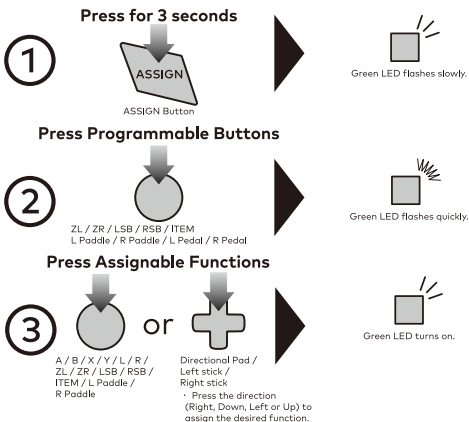 Press for 3 seconds
1
ASSIGN
ASSIGN Button
Green LED flashes slowly.
Press Programmable Buttons
2
ZL / ZR / LSB / RSB / ITEM
L Paddle / R Paddle / L Pedal / R Pedal
Green LED flashes quickly.
Press Assignable Functions
3
or
A / B / X / Y / L / R /
ZL / ZR / LSB / RSB /
ITEM / L Paddle /
R Paddle
Directional Pad /
Left stick /
Right stick
・ Press the direction
(Right, Down, Left or Up) to
assign the desired function.
Green LED turns on.